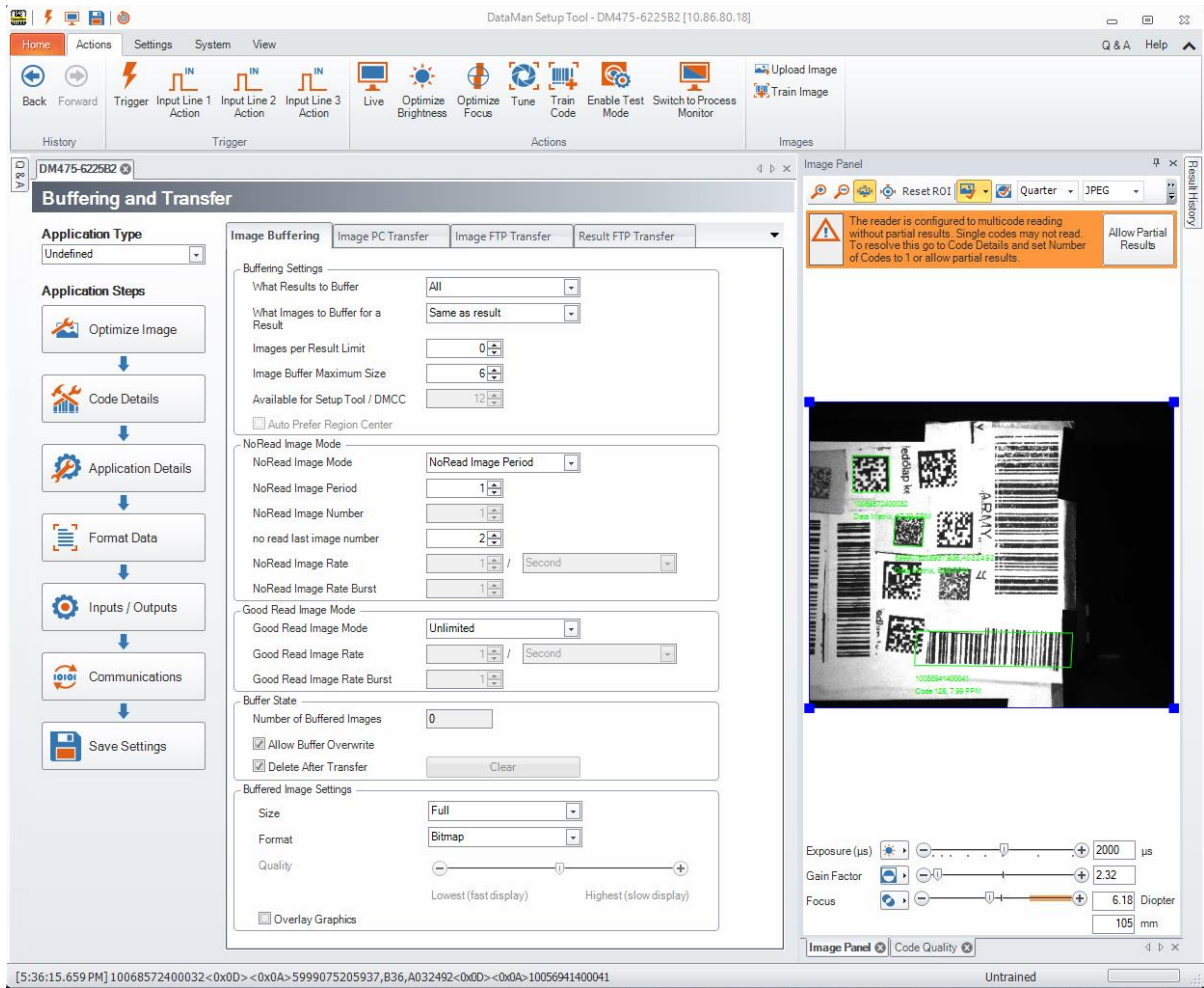 DataMan Setup Tool - DM475-6225B2 [10.86.80.18]
Home Actions Settings System View Q & A Help
Back Forward Trigger Input Line 1 Action Input Line 2 Action Input Line 3 Action Live Optimize Brightness Optimize Focus Tune Train Code Enable Test Mode Switch to Process Monitor
IN IN IN
Upload Image
Train Image
History Trigger Actions Images
Q & A
DM475-6225B2
Buffering and Transfer
Application Type
Undefined
Application Steps
Optimize Image
Code Details
Application Details
Format Data
Inputs / Outputs
Communications
Save Settings
Image Buffering Image PC Transfer Image FTP Transfer Result FTP Transfer
Buffering Settings
What Results to Buffer All
What Images to Buffer for a Result Same as result
Images per Result Limit 0
Image Buffer Maximum Size 6
Available for Setup Tool / DMCC 12
Auto Prefer Region Center
NoRead Image Mode
NoRead Image Mode NoRead Image Period
NoRead Image Period 1
NoRead Image Number 1
no read last image number 2
NoRead Image Rate 1 / Second
NoRead Image Rate Burst 1
Good Read Image Mode
Good Read Image Mode Unlimited
Good Read Image Rate 1 / Second
Good Read Image Rate Burst 1
Buffer State
Number of Buffered Images 0
Allow Buffer Overwrite
Delete After Transfer Clear
Buffered Image Settings
Size Full
Format Bitmap
Quality
Lowest (fast display) Highest (slow display)
Overlay Graphics
Image Panel
Result History
Reset ROI Quarter JPEG
The reader is configured to multicode reading
without partial results. Single codes may not read.
To resolve this go to Code Details and set Number
of Codes to 1 or allow partial results.
Allow Partial
Results
ARMY
10068572400032
10056941400041
Code 128, 7.99 PPM
Exposure (µs) 2000 µs
Gain Factor 2.32
Focus 6.18 Diopter
105 mm
Image Panel Code Quality
[5:36:15.659 PM] 10068572400032<0x0D><0x0A>5999075205937,B36,A032492<0x0D><0x0A>10056941400041 Untrained